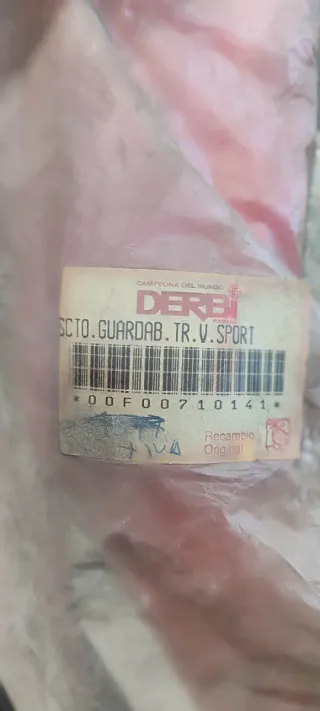 CAMPEONA DEL MUNDO
DERBI
SCTO.GUARDAB.TR.V.SPORT
*00F00710141*
Recambio
Original